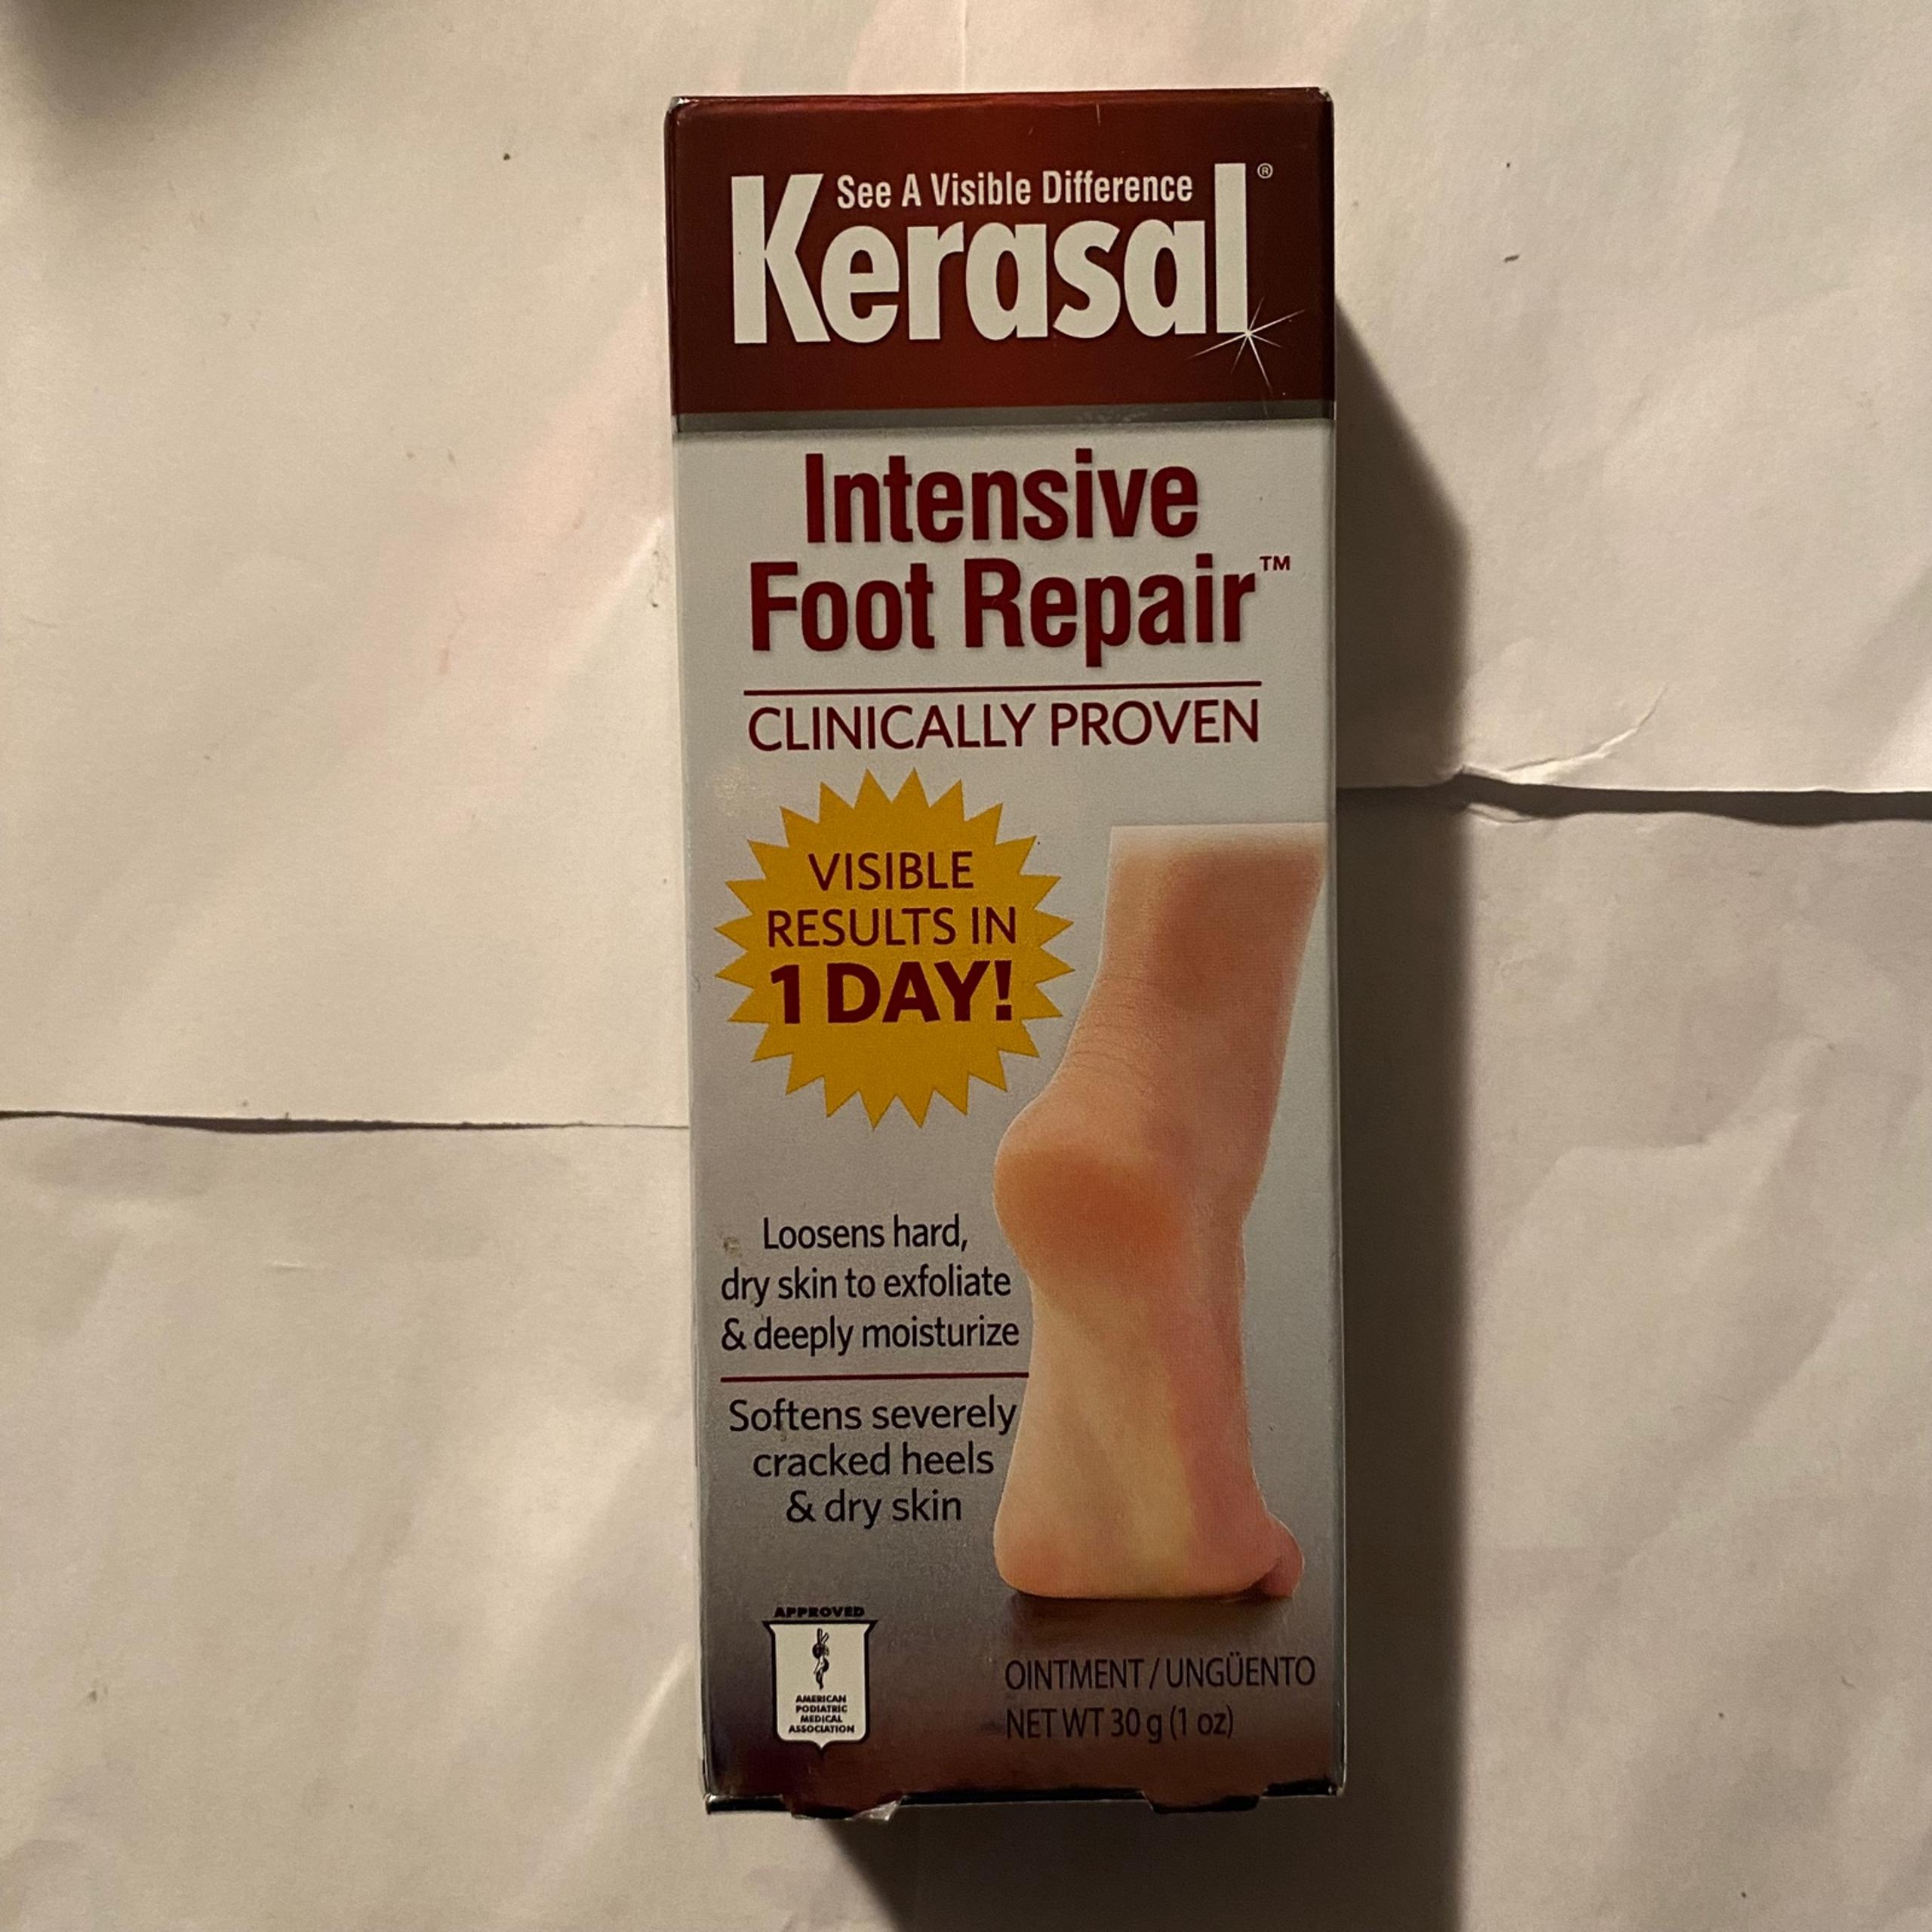 See A Visible Difference
Kerasal®
Intensive
Foot Repair™
CLINICALLY PROVEN
VISIBLE
RESULTS IN
1 DAY!
Loosens hard,
dry skin to exfoliate
& deeply moisturize
Softens severely
cracked heels
& dry skin
APPROVED
AMERICAN
PODIATRIC
MEDICAL
ASSOCIATION
OINTMENT / UNGÜENTO
NET WT 30 g (1 oz)